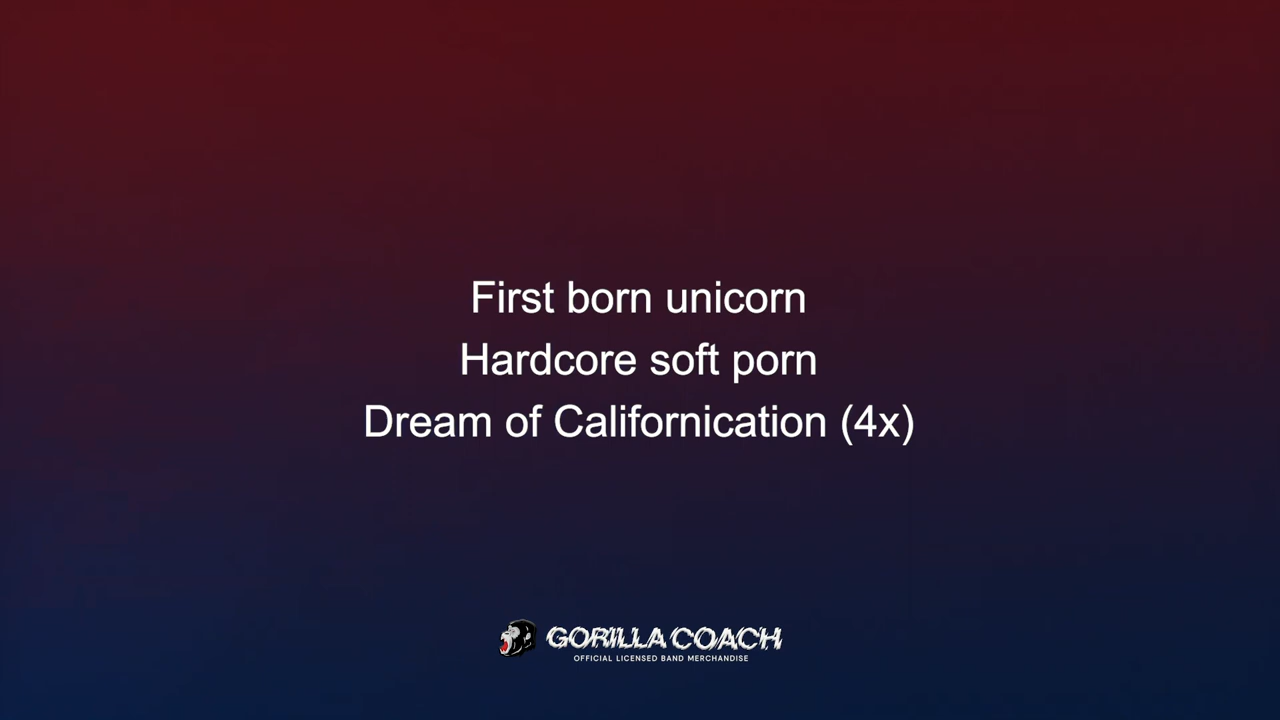 First born unicorn
Hardcore soft porn
Dream of Californication (4x)
GORILLA COACH
OFFICIAL LICENSED BAND MERCHANDISE